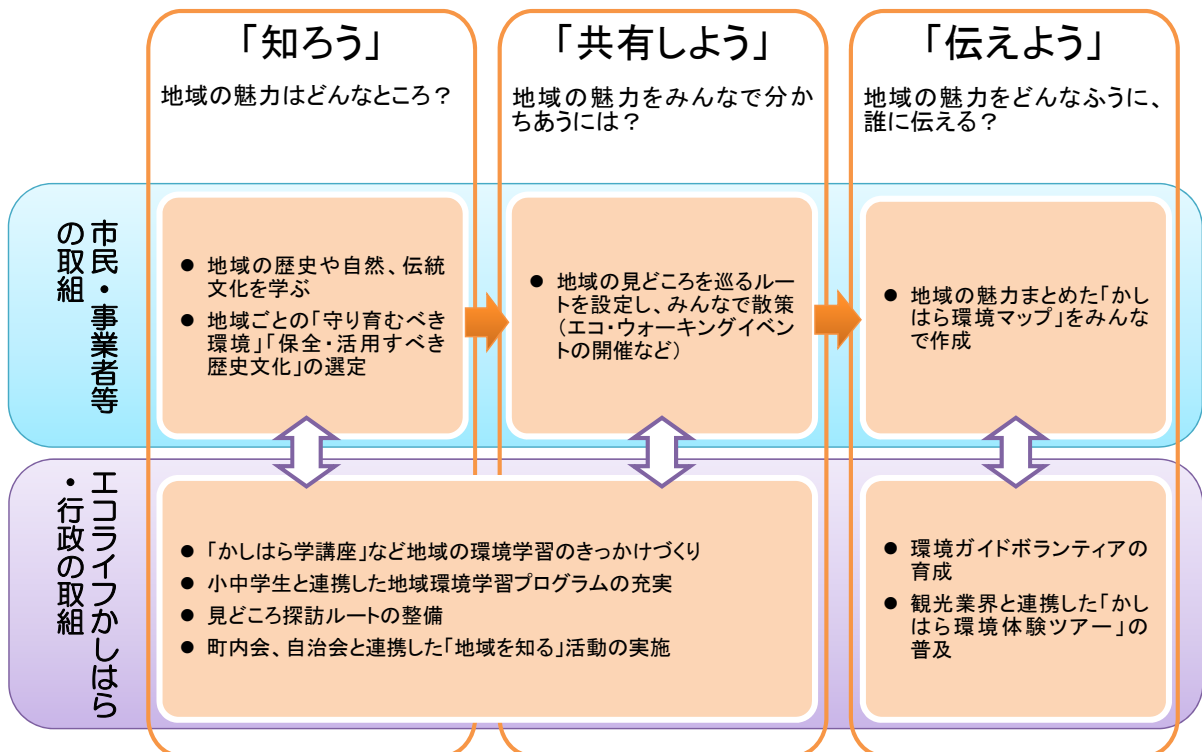 「知ろう」
地域の魅力はどんなところ？
「共有しよう」
地域の魅力をみんなで分か
ちあうには？
「伝えよう」
地域の魅力をどんなふうに、
誰に伝える？
市民・事業者等
の取組
● 地域の歴史や自然、伝統
文化を学ぶ
● 地域ごとの「守り育むべき
環境」「保全・活用すべき
歴史文化」の選定
● 地域の見どころを巡るルー
トを設定し、みんなで散策
（エコ・ウォーキングイベン
トの開催など）
● 地域の魅力まとめた「かし
はら環境マップ」をみんな
で作成
エコライフかしはら
・行政の取組
● 「かしはら学講座」など地域の環境学習のきっかけづくり
● 小中学生と連携した地域環境学習プログラムの充実
● 見どころ探訪ルートの整備
● 町内会、自治会と連携した「地域を知る」活動の実施
● 環境ガイドボランティアの
育成
● 観光業界と連携した「かし
はら環境体験ツアー」の
普及